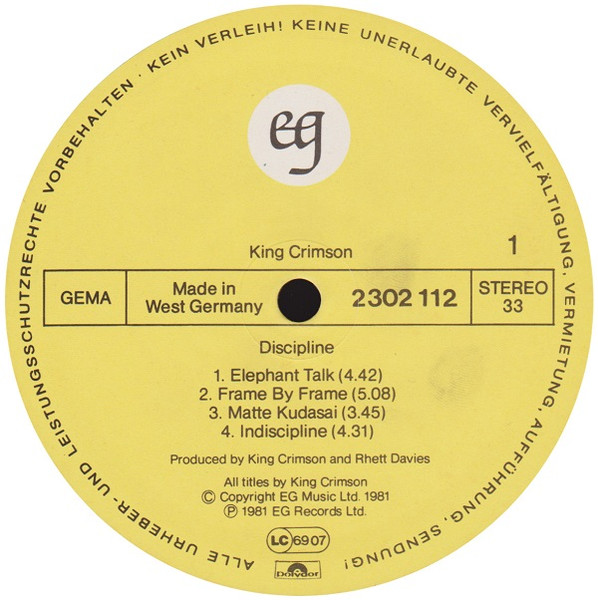 ALLE URHEBER- UND LEISTUNGSSCHUTZRECHTE VORBEHALTEN · KEIN VERLEIH! KEINE UNERLAUBTE VERVIELFÄLTIGUNG, VERMIETUNG, AUFFÜHRUNG, SENDUNG!
eg
King Crimson
1
GEMA
Made in
West Germany
2302 112
STEREO
33
Discipline
1. Elephant Talk (4.42)
2. Frame By Frame (5.08)
3. Matte Kudasai (3.45)
4. Indiscipline (4.31)
Produced by King Crimson and Rhett Davies
All titles by King Crimson
© Copyright EG Music Ltd. 1981
℗ 1981 EG Records Ltd.
LC 6907
Polydor